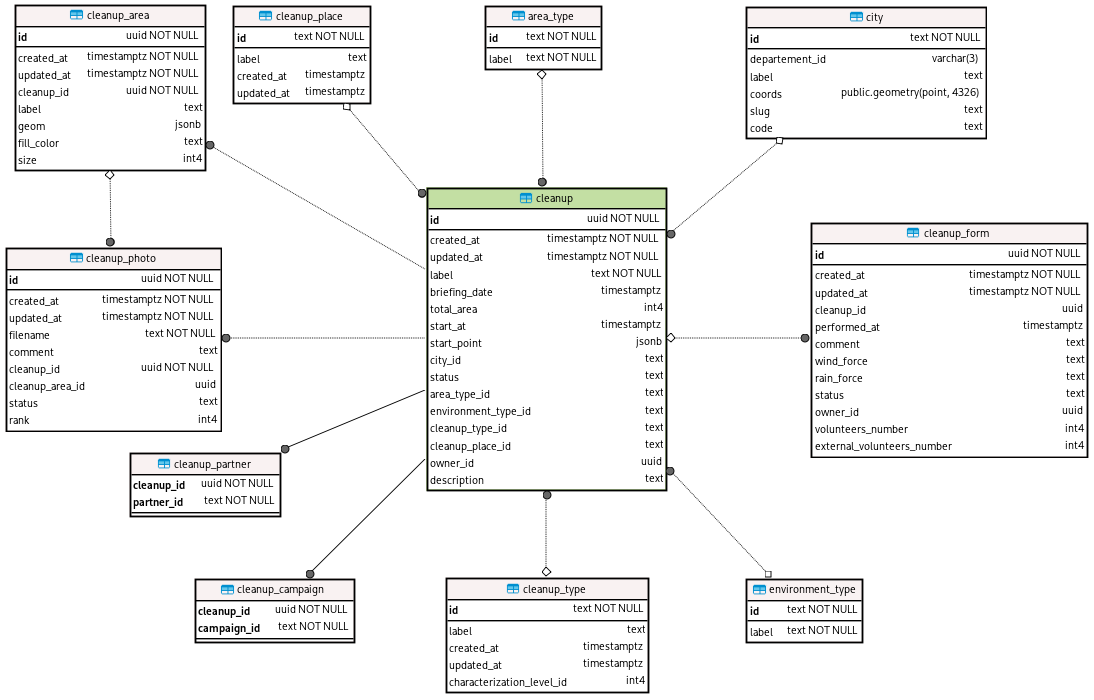 cleanup_area
id uuid NOT NULL
created_at timestamptz NOT NULL
updated_at timestamptz NOT NULL
cleanup_id uuid NOT NULL
label text
geom jsonb
fill_color text
size int4
cleanup_place
id text NOT NULL
label text
created_at timestamptz
updated_at timestamptz
area_type
id text NOT NULL
label text NOT NULL
city
id text NOT NULL
departement_id varchar(3)
label text
coords public.geometry(point, 4326)
slug text
code text
cleanup
id uuid NOT NULL
created_at timestamptz NOT NULL
updated_at timestamptz NOT NULL
label text NOT NULL
briefing_date timestamptz
total_area int4
start_at timestamptz
start_point jsonb
city_id text
status text
area_type_id text
environment_type_id text
cleanup_type_id text
cleanup_place_id text
owner_id uuid
description text
cleanup_form
id uuid NOT NULL
created_at timestamptz NOT NULL
updated_at timestamptz NOT NULL
cleanup_id uuid
performed_at timestamptz
comment text
wind_force text
rain_force text
status text
owner_id uuid
volunteers_number int4
external_volunteers_number int4
cleanup_photo
id uuid NOT NULL
created_at timestamptz NOT NULL
updated_at timestamptz NOT NULL
filename text NOT NULL
comment text
cleanup_id uuid NOT NULL
cleanup_area_id uuid
status text
rank int4
cleanup_partner
cleanup_id uuid NOT NULL
partner_id text NOT NULL
cleanup_campaign
cleanup_id uuid NOT NULL
campaign_id text NOT NULL
cleanup_type
id text NOT NULL
label text
created_at timestamptz
updated_at timestamptz
characterization_level_id int4
environment_type
id text NOT NULL
label text NOT NULL